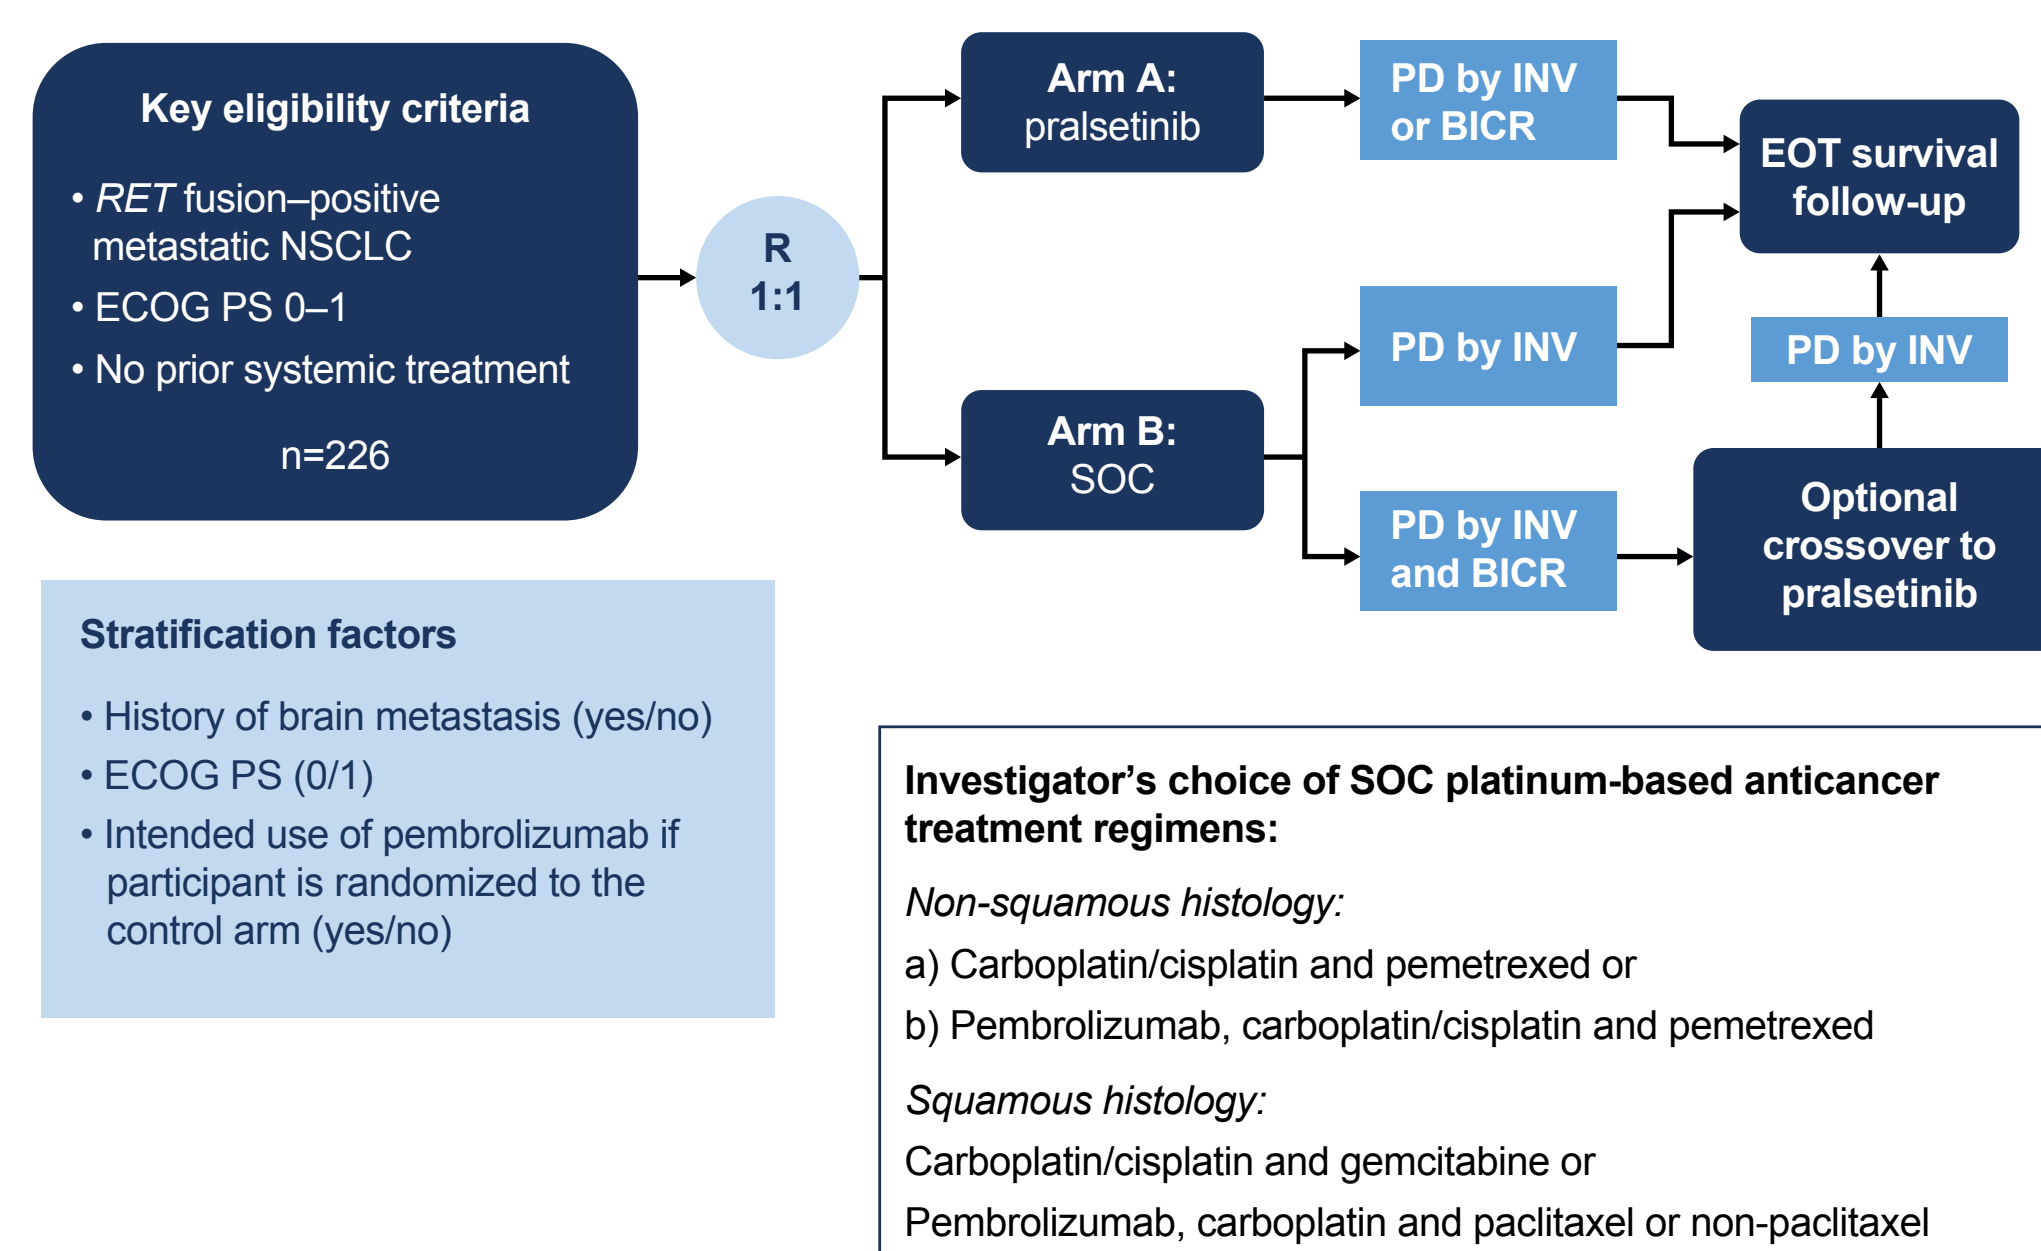 Key eligibility criteria
• RET fusion–positive
metastatic NSCLC
• ECOG PS 0–1
• No prior systemic treatment
n=226
R
1:1
Arm A:
pralsetinib
PD by INV
or BICR
EOT survival
follow-up
PD by INV
PD by INV
Arm B:
SOC
PD by INV
and BICR
Optional
crossover to
pralsetinib
Stratification factors
• History of brain metastasis (yes/no)
• ECOG PS (0/1)
• Intended use of pembrolizumab if
participant is randomized to the
control arm (yes/no)
Investigator’s choice of SOC platinum-based anticancer
treatment regimens:
Non-squamous histology:
a) Carboplatin/cisplatin and pemetrexed or
b) Pembrolizumab, carboplatin/cisplatin and pemetrexed
Squamous histology:
Carboplatin/cisplatin and gemcitabine or
Pembrolizumab, carboplatin and paclitaxel or non-paclitaxel